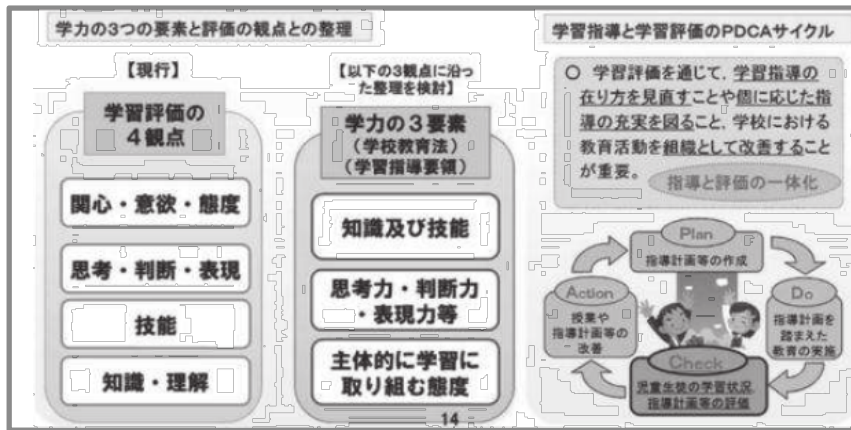 学力の3つの要素と評価の観点との整理
【現行】
学習評価の
4観点
関心・意欲・態度
思考・判断・表現
技能
知識・理解
【以下の3観点に沿っ
た整理を検討】
学力の3要素
（学校教育法）
（学習指導要領）
知識及び技能
思考力・判断力
・表現力等
主体的に学習に
取り組む態度
14
学習指導と学習評価のPDCAサイクル
○ 学習評価を通じて、学習指導の
在り方を見直すことや個に応じた指
導の充実を図ること、学校における
教育活動を組織として改善すること
が重要。
指導と評価の一体化
Plan
指導計画等の作成
Do
指導計画を
踏まえた
教育の実施
Check
児童生徒の学習状況、
指導計画等の評価
Action
授業や
指導計画等の
改善